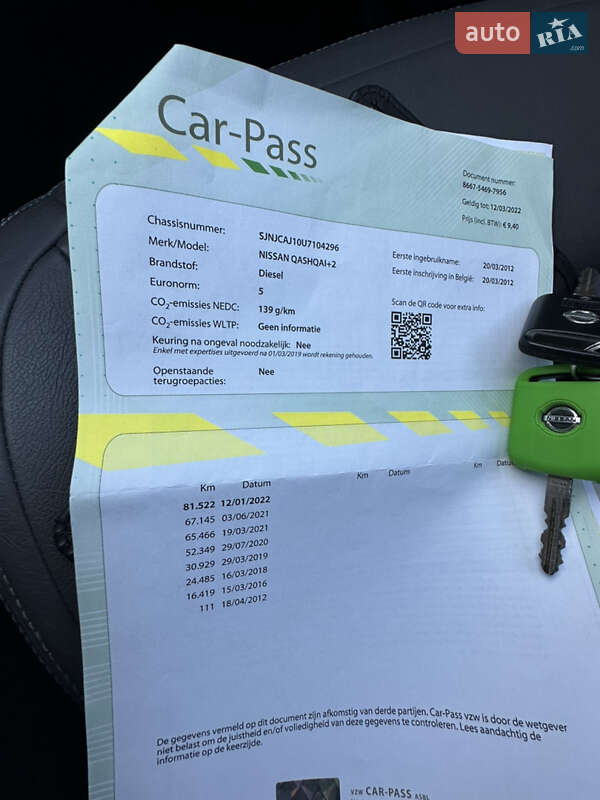 auto RIA.com
Car-Pass
Document nummer:
8667-5469-7956
Geldig tot: 12/03/2022
Prijs (incl. BTW): € 9,40
Chassisnummer: SJNJCAJ10U7104296
Merk/Model: NISSAN QASHQAI+2
Brandstof: Diesel
Euronorm: 5
CO2-emissies NEDC: 139 g/km
CO2-emissies WLTP: Geen informatie
Keuring na ongeval noodzakelijk: Nee
Enkel met expertises uitgevoerd na 01/03/2019 wordt rekening gehouden.
Openstaande
terugroepacties: Nee
Eerste ingebruikname: 20/03/2012
Eerste inschrijving in België: 20/03/2012
Scan de QR code voor extra info:
NISSAN
Km Datum Km Datum Km Datum
81.522 12/01/2022
67.145 03/06/2021
65.466 19/03/2021
52.349 29/07/2020
30.929 29/03/2019
24.485 16/03/2018
16.419 15/03/2016
111 18/04/2012
De gegevens vermeld op dit document zijn afkomstig van derde partijen. Car-Pass vzw is door de wetgever
niet belast om de juistheid en/of volledigheid van deze gegevens te controleren. Lees aandachtig de
informatie op de keerzijde.
VZW CAR-PASS ASBL